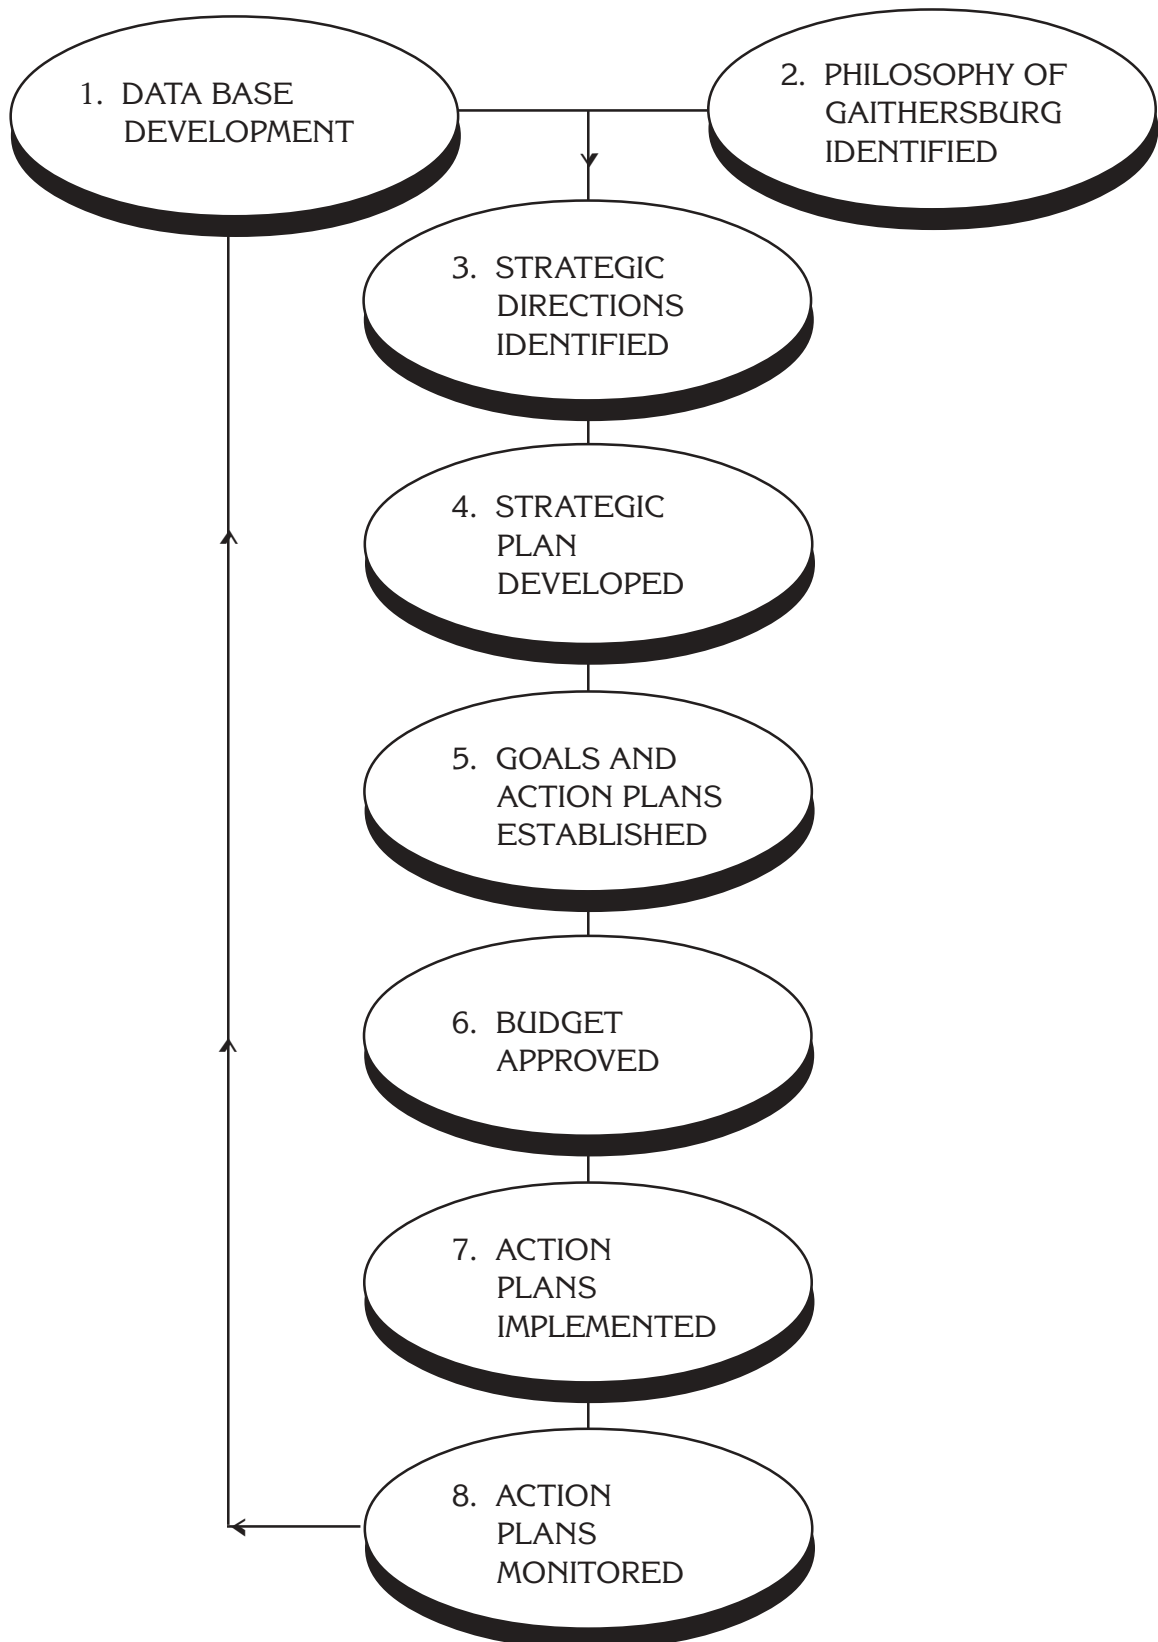 1. DATA BASE
DEVELOPMENT
2. PHILOSOPHY OF
GAITHERSBURG
IDENTIFIED
3. STRATEGIC
DIRECTIONS
IDENTIFIED
4. STRATEGIC
PLAN
DEVELOPED
5. GOALS AND
ACTION PLANS
ESTABLISHED
6. BUDGET
APPROVED
7. ACTION
PLANS
IMPLEMENTED
8. ACTION
PLANS
MONITORED